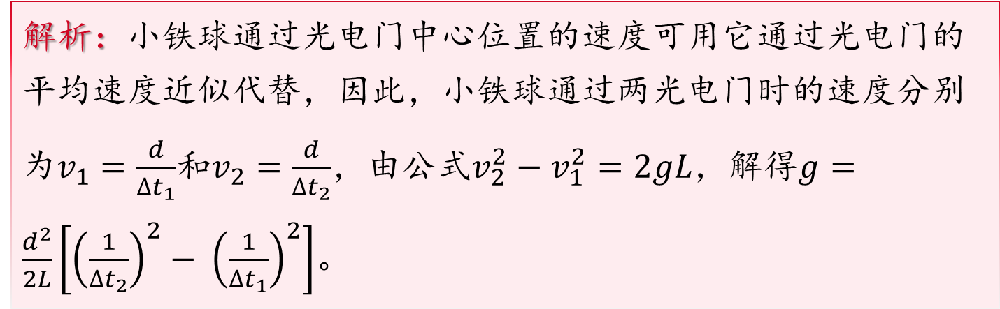 解析：小铁球通过光电门中心位置的速度可用它通过光电门的
平均速度近似代替，因此，小铁球通过两光电门时的速度分别
为$v_1=\frac{d}{\Delta t_1}$和$v_2=\frac{d}{\Delta t_2}$，由公式$v_2^2-v_1^2=2gL$，解得$g=$
$\frac{d^2}{2L}\left[\left(\frac{1}{\Delta t_2}\right)^2-\left(\frac{1}{\Delta t_1}\right)^2\right]$。